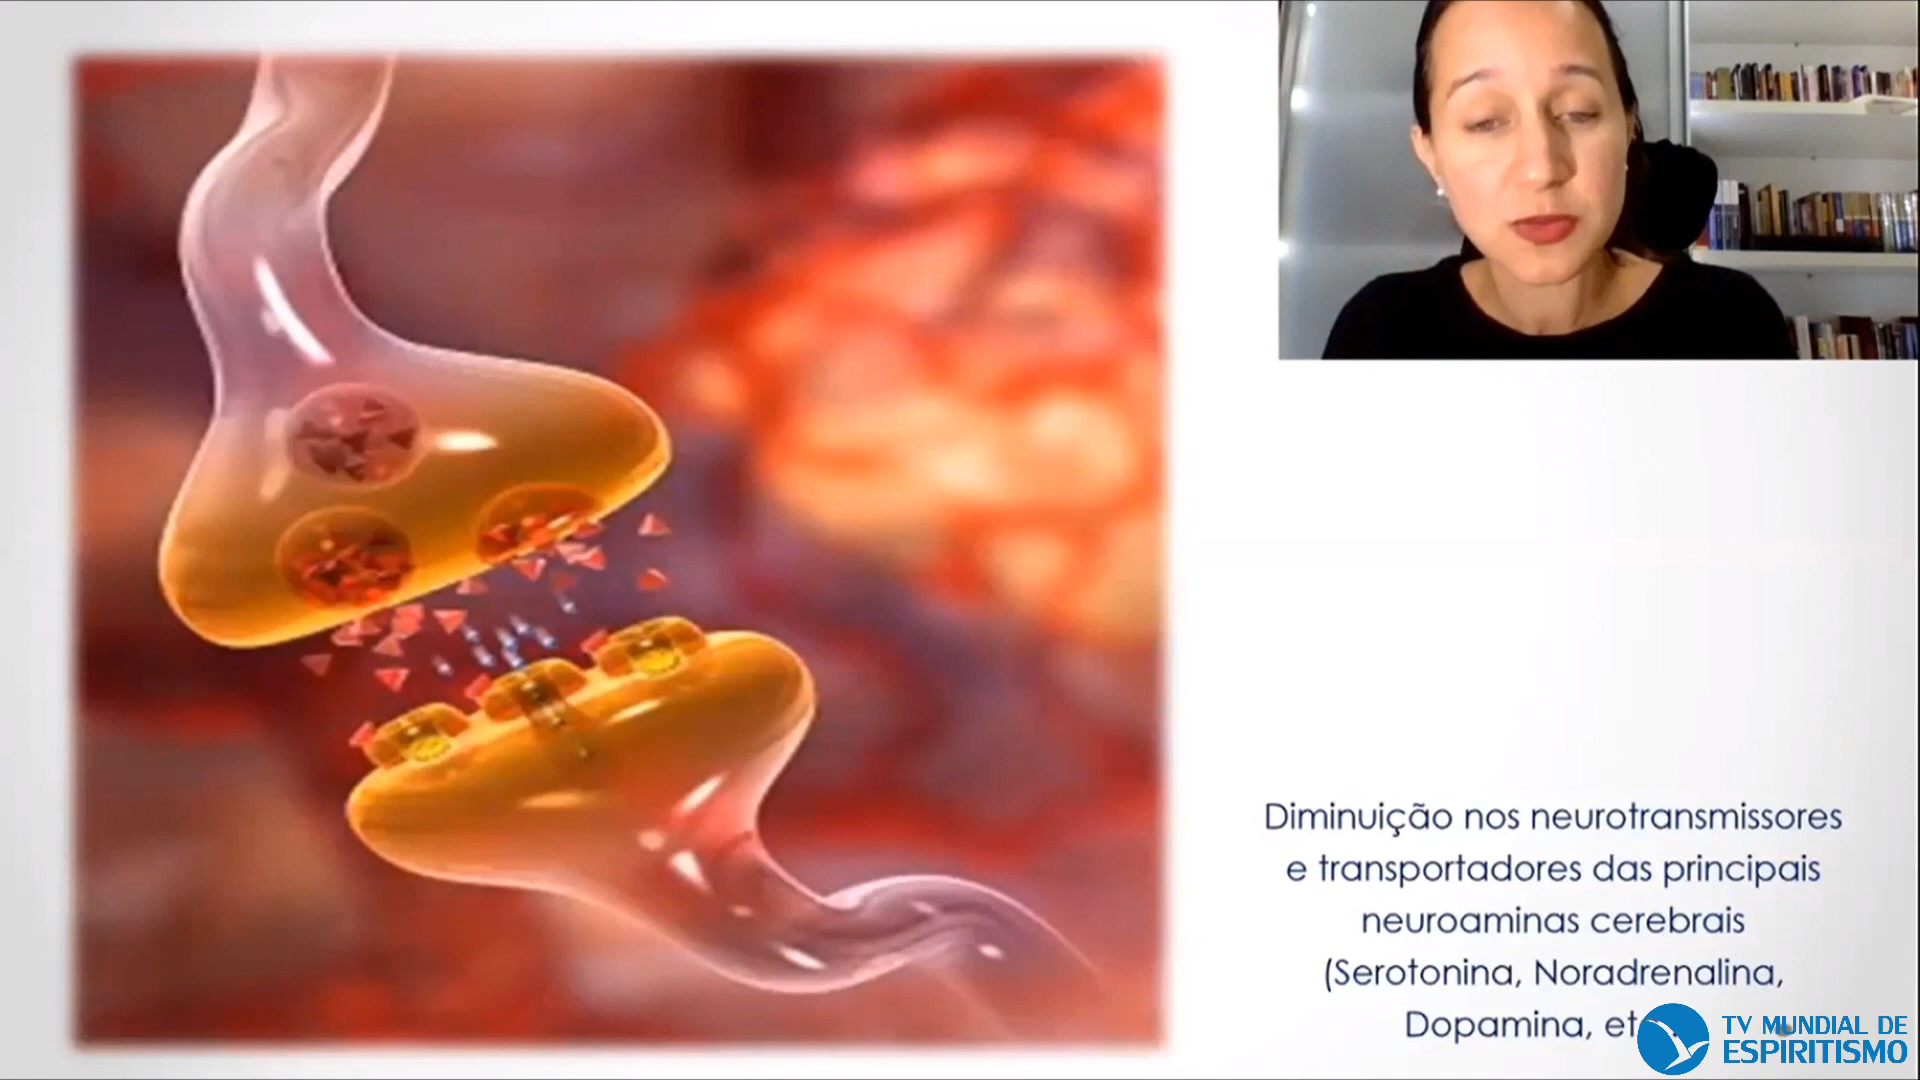 Diminuição nos neurotransmissores
e transportadores das principais
neuroaminas cerebrais
(Serotonina, Noradrenalina,
Dopamina,
TV MUNDIAL DE
ESPIRITISMO